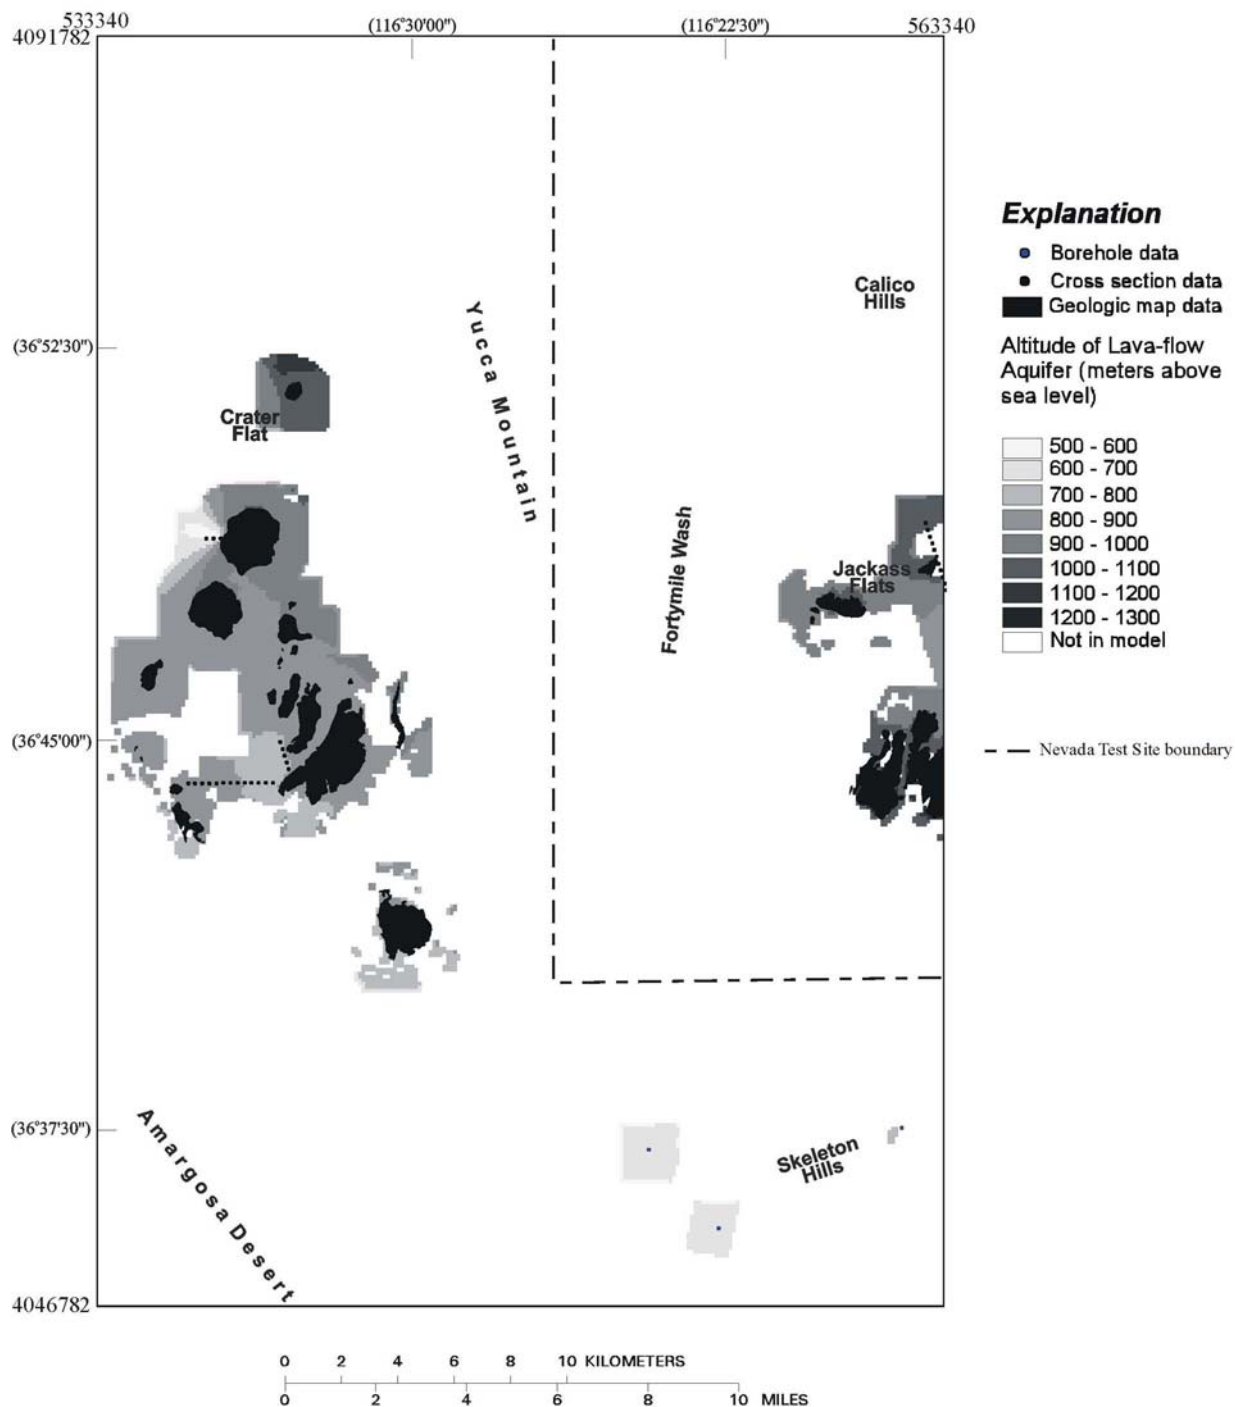 533340
(116°30'00")
(116°22'30")
563340
4091782
Explanation
Borehole data
Cross section data
Geologic map data
Altitude of Lava-flow
Aquifer (meters above
sea level)
500 - 600
600 - 700
700 - 800
800 - 900
900 - 1000
1000 - 1100
1100 - 1200
1200 - 1300
Not in model
Nevada Test Site boundary
Calico
Hills
(36°52'30")
Yucca Mountain
Crater
Flat
Fortymile Wash
Jackass
Flats
(36°45'00")
(36°37'30")
Amargosa Desert
Skeleton
Hills
4046782
0 2 4 6 8 10 KILOMETERS
0 2 4 6 8 10 MILES